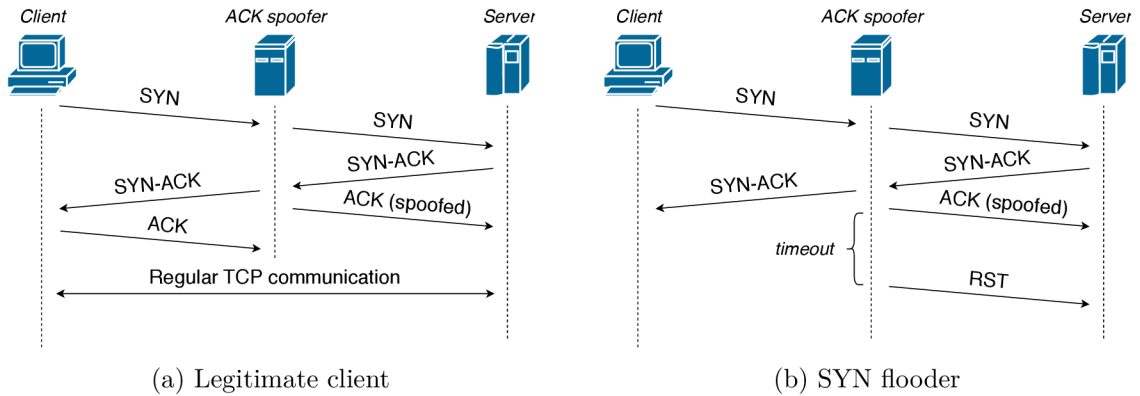 Client ACK spoofer Server
SYN
SYN
SYN-ACK
SYN-ACK
ACK (spoofed)
ACK
Regular TCP communication
(a) Legitimate client
Client ACK spoofer Server
SYN
SYN
SYN-ACK
SYN-ACK
ACK (spoofed)
timeout
RST
(b) SYN flooder